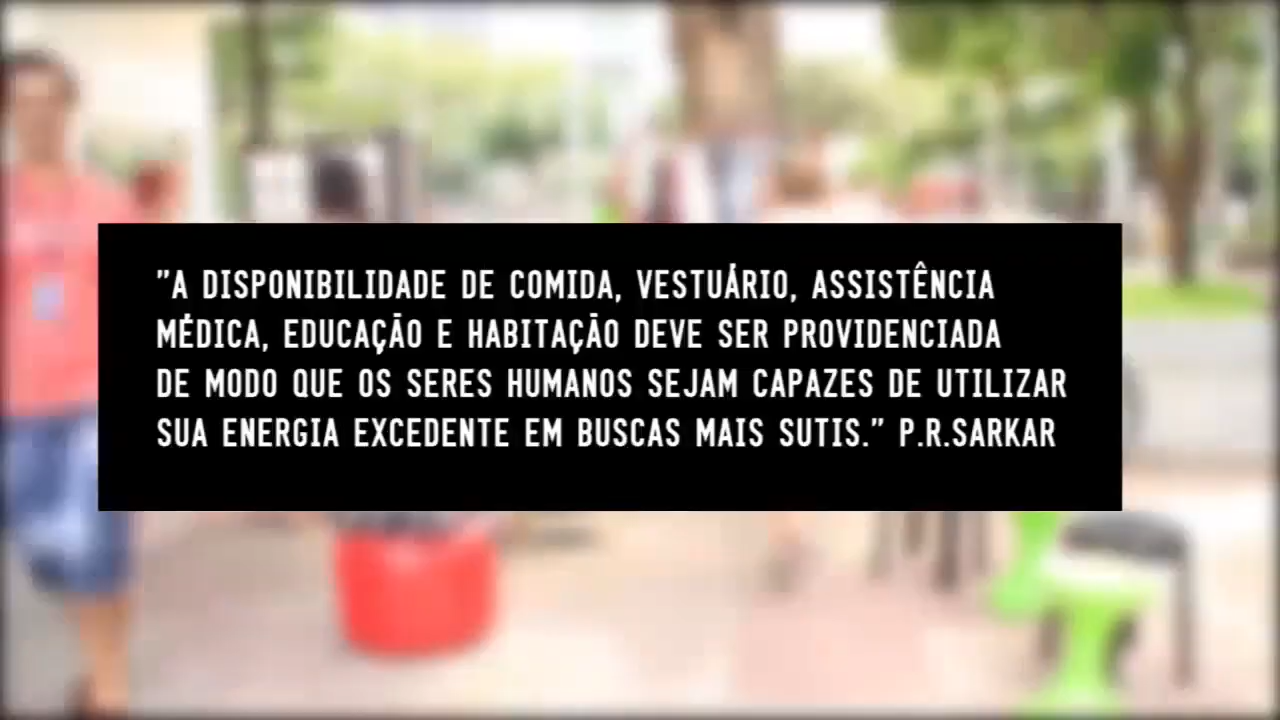 "A DISPONIBILIDADE DE COMIDA, VESTUÁRIO, ASSISTÊNCIA
MÉDICA, EDUCAÇÃO E HABITAÇÃO DEVE SER PROVIDENCIADA
DE MODO QUE OS SERES HUMANOS SEJAM CAPAZES DE UTILIZAR
SUA ENERGIA EXCEDENTE EM BUSCAS MAIS SUTIS." P.R.SARKAR